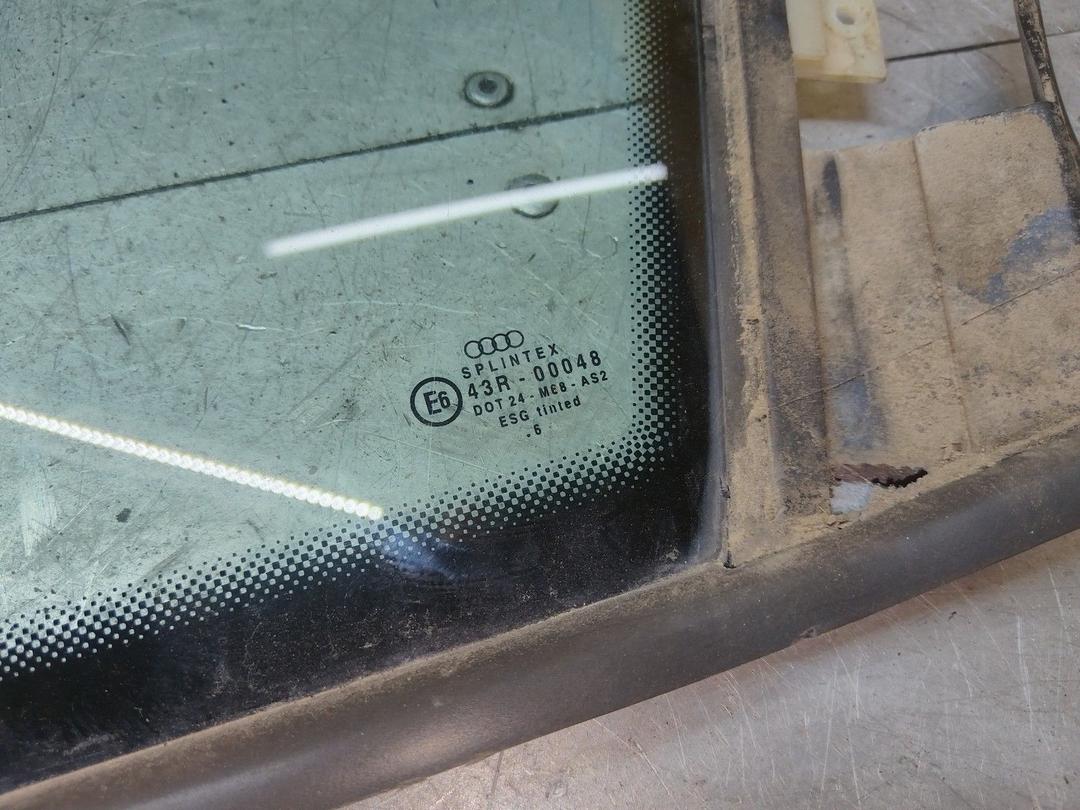 SPLINTEX
E6 43R-00048
DOT 24-M68-AS2
ESG tinted
.6